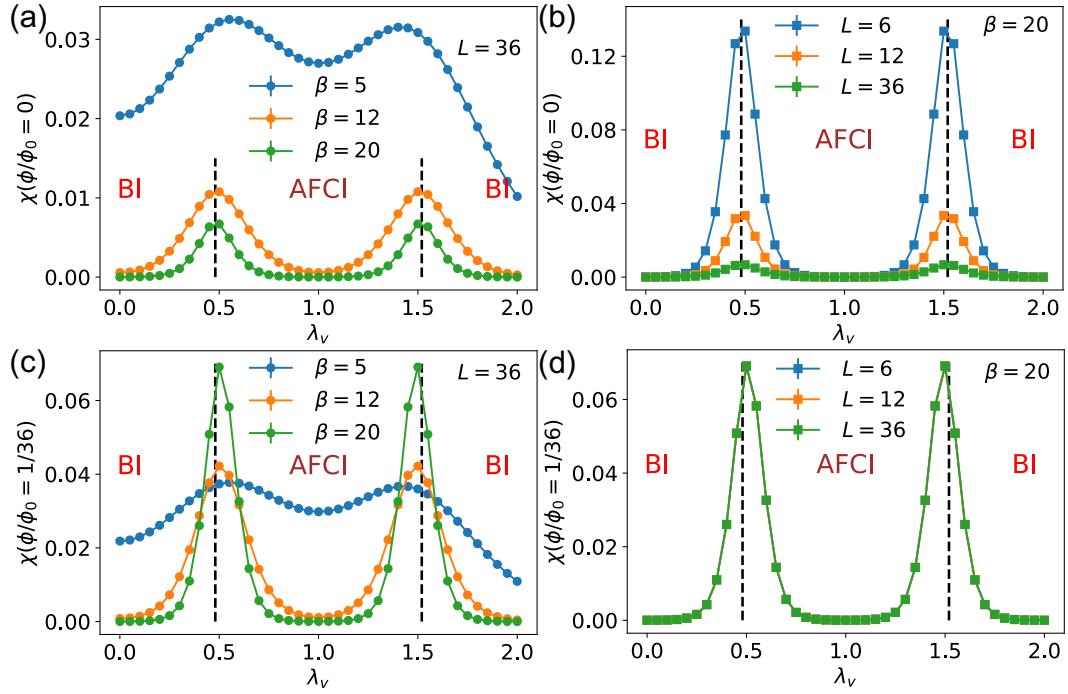 (a)
χ(ϕ/ϕ₀ = 0)
0.03
0.02
0.01
0.00
L = 36
β = 5
β = 12
β = 20
BI
AFCI
BI
0.0
0.5
1.0
1.5
2.0
λᵥ
(b)
χ(ϕ/ϕ₀ = 0)
0.12
0.08
0.04
0.00
L = 6
L = 12
L = 36
β = 20
BI
AFCI
BI
0.0
0.5
1.0
1.5
2.0
λᵥ
(c)
χ(ϕ/ϕ₀ = 1/36)
0.06
0.04
0.02
0.00
β = 5
β = 12
β = 20
L = 36
BI
AFCI
BI
0.0
0.5
1.0
1.5
2.0
λᵥ
(d)
χ(ϕ/ϕ₀ = 1/36)
0.06
0.04
0.02
0.00
L = 6
L = 12
L = 36
β = 20
BI
AFCI
BI
0.0
0.5
1.0
1.5
2.0
λᵥ